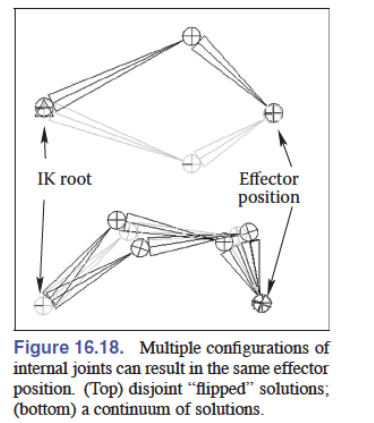 IK root
Effector
position
Figure 16.18. Multiple configurations of
internal joints can result in the same effector
position. (Top) disjoint “flipped” solutions;
(bottom) a continuum of solutions.